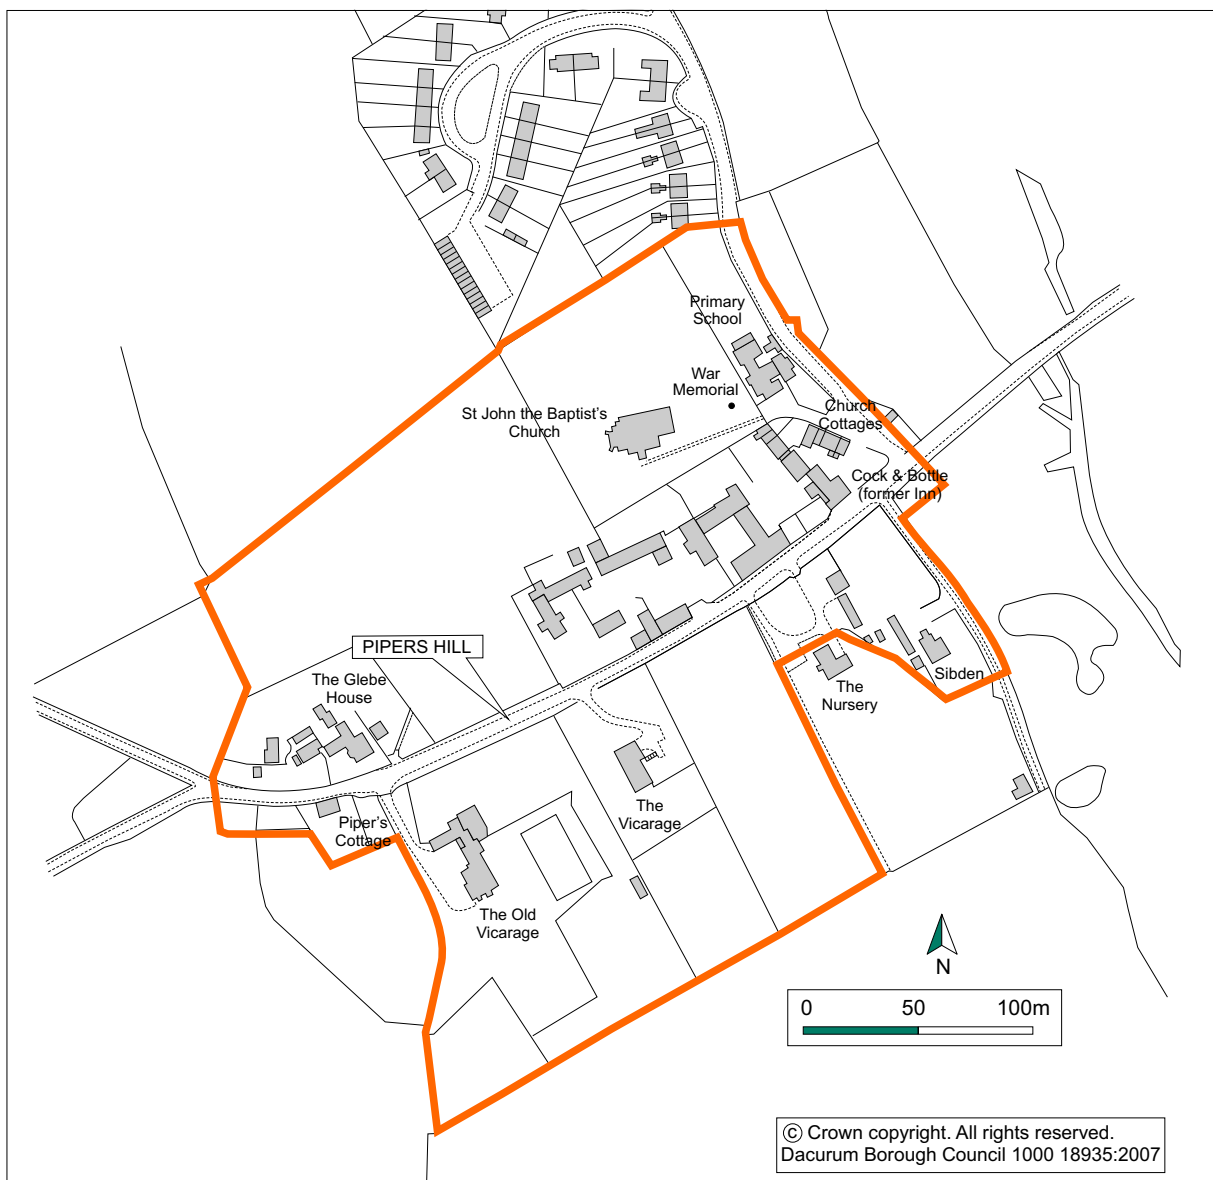 Primary
School
War
Memorial
St John the Baptist's
Church
Church
Cottages
Cock & Bottle
(former Inn)
PIPERS HILL
The Glebe
House
Sibden
The
Nursery
The
Vicarage
Piper's
Cottage
The Old
Vicarage
N
0 50 100m
© Crown copyright. All rights reserved.
Dacurum Borough Council 1000 18935:2007